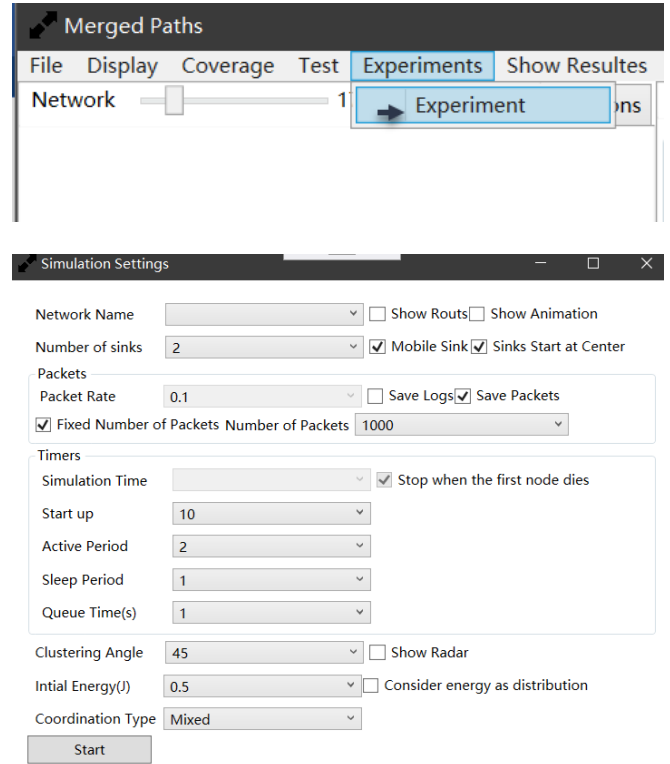 Merged Paths
File Display Coverage Test Experiments Show Resultes
Network
Experiment
Simulation Settings
Network Name Show Routs Show Animation
Number of sinks 2 Mobile Sink Sinks Start at Center
Packets
Packet Rate 0.1 Save Logs Save Packets
Fixed Number of Packets Number of Packets 1000
Timers
Simulation Time Stop when the first node dies
Start up 10
Active Period 2
Sleep Period 1
Queue Time(s) 1
Clustering Angle 45 Show Radar
Intial Energy(J) 0.5 Consider energy as distribution
Coordination Type Mixed
Start